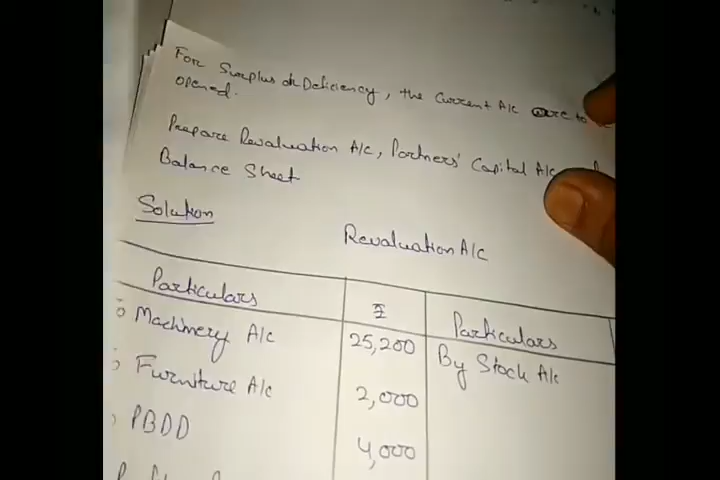 For Surplus or Deficiency, the Current A/c are to
opened.
Prepare Revaluation A/c, Partners' Capital A/c
Balance Sheet
Solution
Revaluation A/c
Particulars ₹ Particulars
Machinery A/c 25,200 By Stock A/c
Furniture A/c 2,000
PBDD 4,000